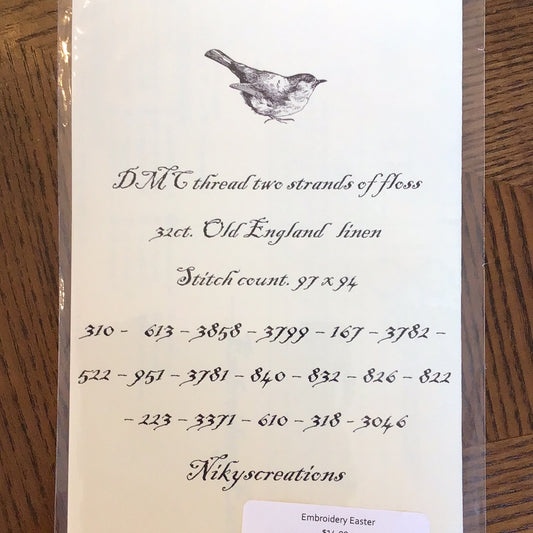 DMC thread two strands of floss
32ct. Old England linen
Stitch count. 97 x 94
310 - 613 - 3858 - 3799 - 167 - 3782 -
522 - 951 - 3781 - 840 - 832 - 826 - 822
- 223 - 3371 - 610 - 318 - 3046
Nikyscreations
Embroidery Easter